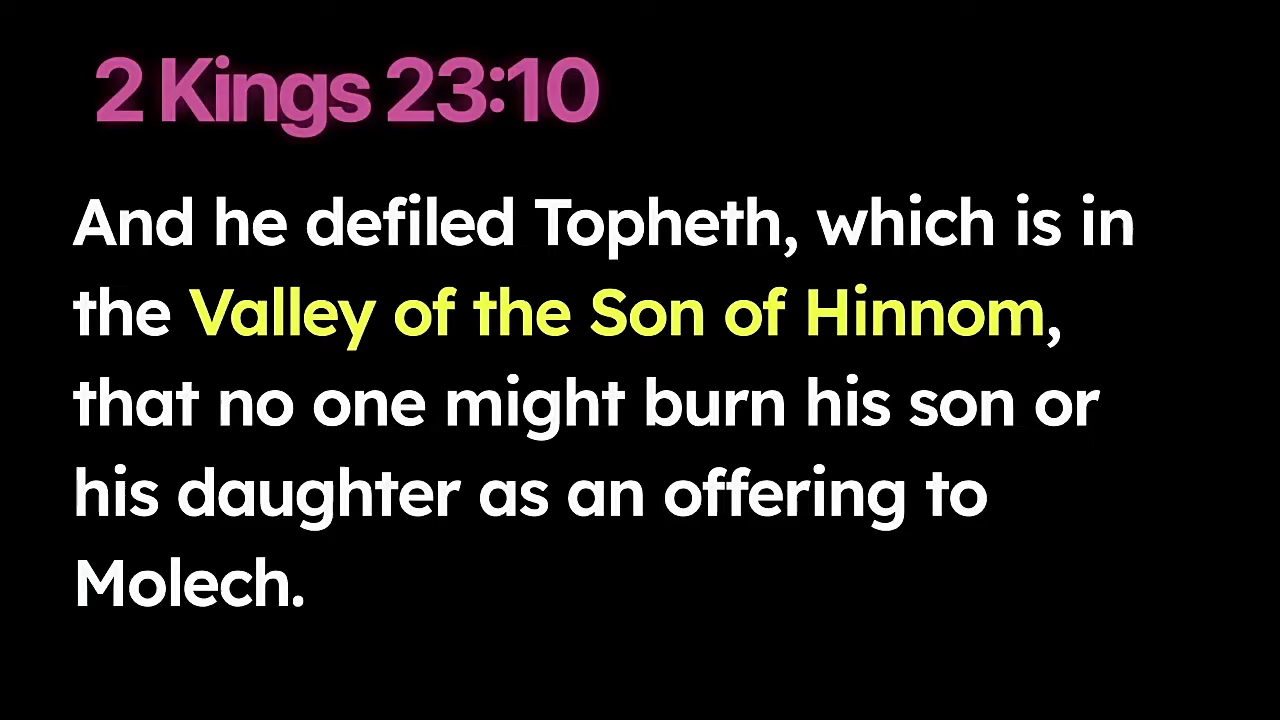 2 Kings 23:10
And he defiled Topheth, which is in
the Valley of the Son of Hinnom,
that no one might burn his son or
his daughter as an offering to
Molech.